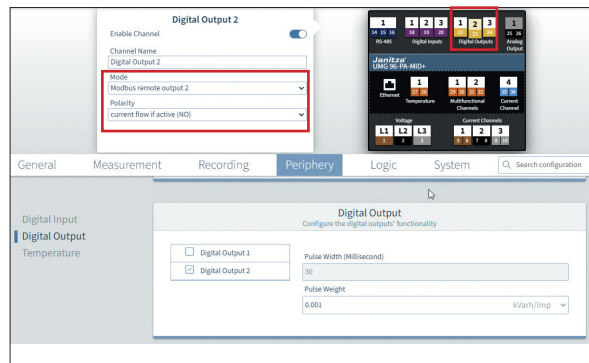 Digital Output 2
Enable Channel
Channel Name
Digital Output 2
Mode
Modbus remote output 2
Polarity
current flow if active (NO)
1 1 2 3 1 2 3 1
14 15 16 18 19 20 22 23 24 25 26
RS-485 Digital Inputs Digital Outputs Analog Output
Janitza®
UMG 96-PA-MID+
1 1 2 4
27 28 29 30 31 32 35 36
Ethernet Temperature Multifunctional Channels Current Channel
Voltage Current Channels
L1 L2 L3 1 2 3
1 2 3 5 6 7 8 9 10
General Measurement Recording Periphery Logic System Search configuration
Digital Input
Digital Output
Temperature
Digital Output
Configure the digital outputs' functionality
Digital Output 1
Digital Output 2
Pulse Width (Millisecond)
30
Pulse Weight
0.001 kVarh/Imp